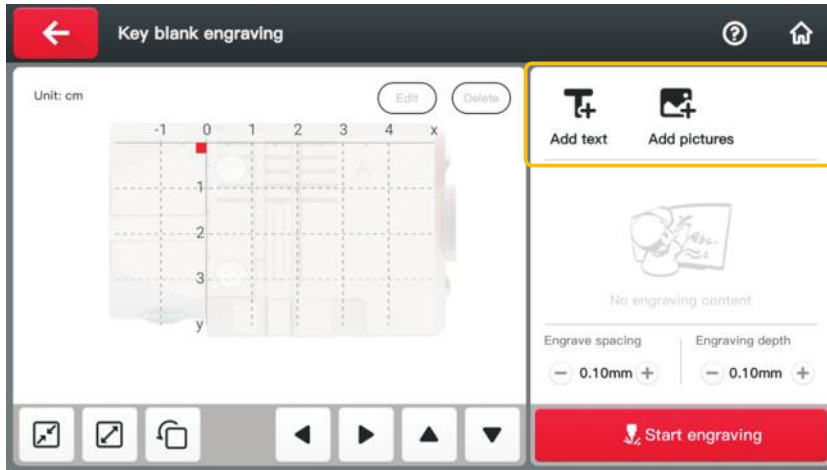 Key blank engraving
Unit: cm
Edit
Delete
-1 0 1 2 3 4 x
1
2
3
y
Add text
Add pictures
No engraving content
Engrave spacing
Engraving depth
0.10mm
0.10mm
Start engraving